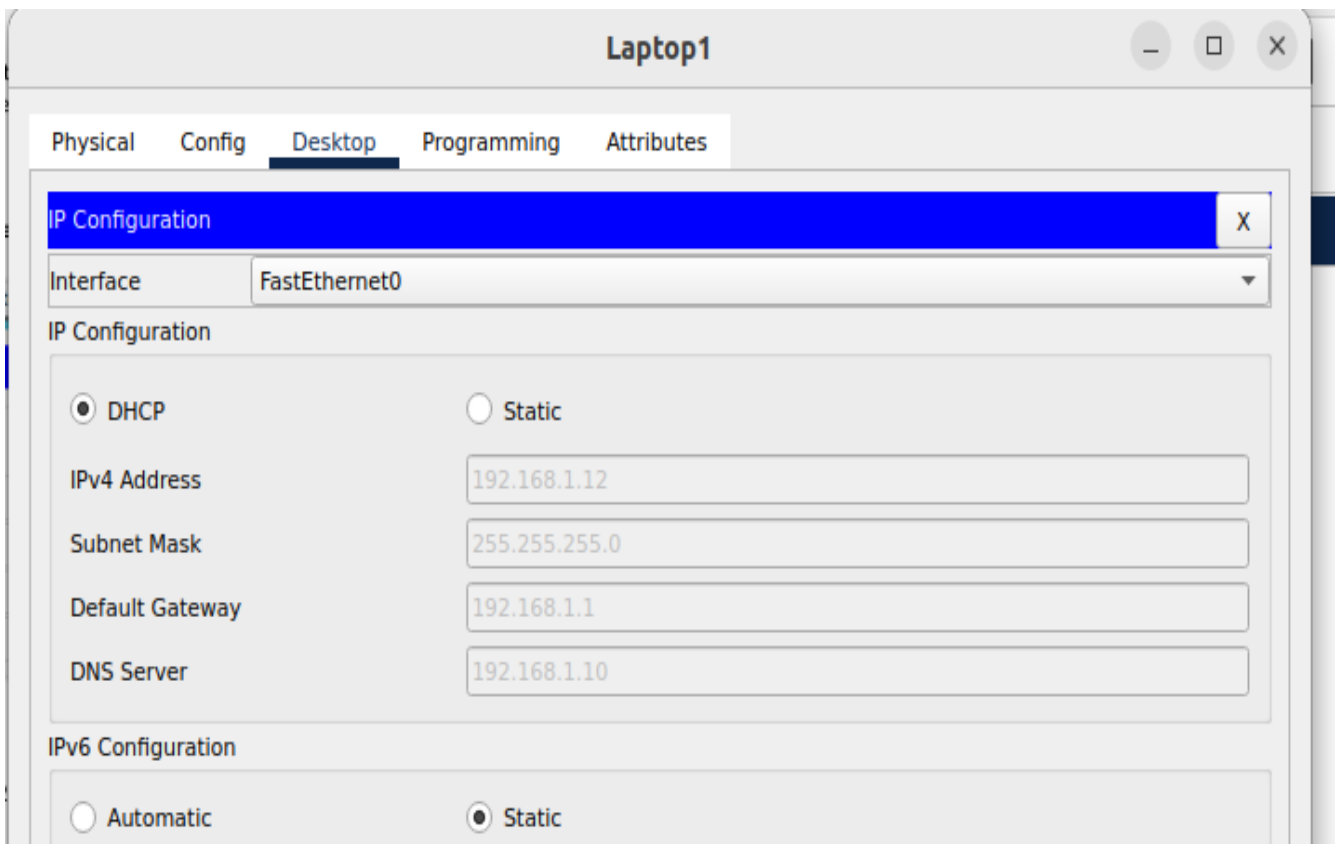 Laptop1
Physical Config Desktop Programming Attributes
IP Configuration X
Interface FastEthernet0
IP Configuration
DHCP Static
IPv4 Address 192.168.1.12
Subnet Mask 255.255.255.0
Default Gateway 192.168.1.1
DNS Server 192.168.1.10
IPv6 Configuration
Automatic Static